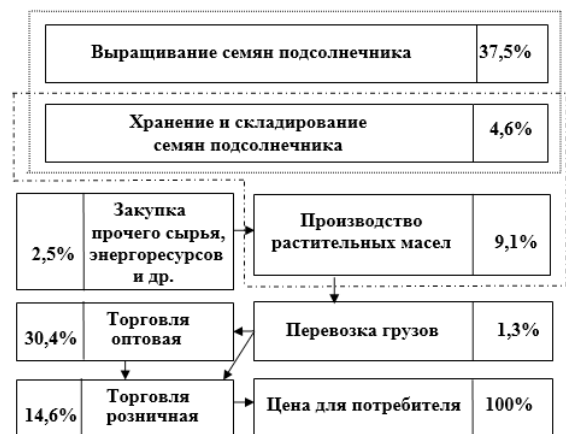 Выращивание семян подсолнечника 37,5%
Хранение и складирование
семян подсолнечника
4,6%
Закупка
прочего сырья,
энергоресурсов
и др.
2,5%
Производство
растительных масел
9,1%
Торговля
оптовая
30,4%
Перевозка грузов 1,3%
Торговля
розничная
14,6%
Цена для потребителя 100%